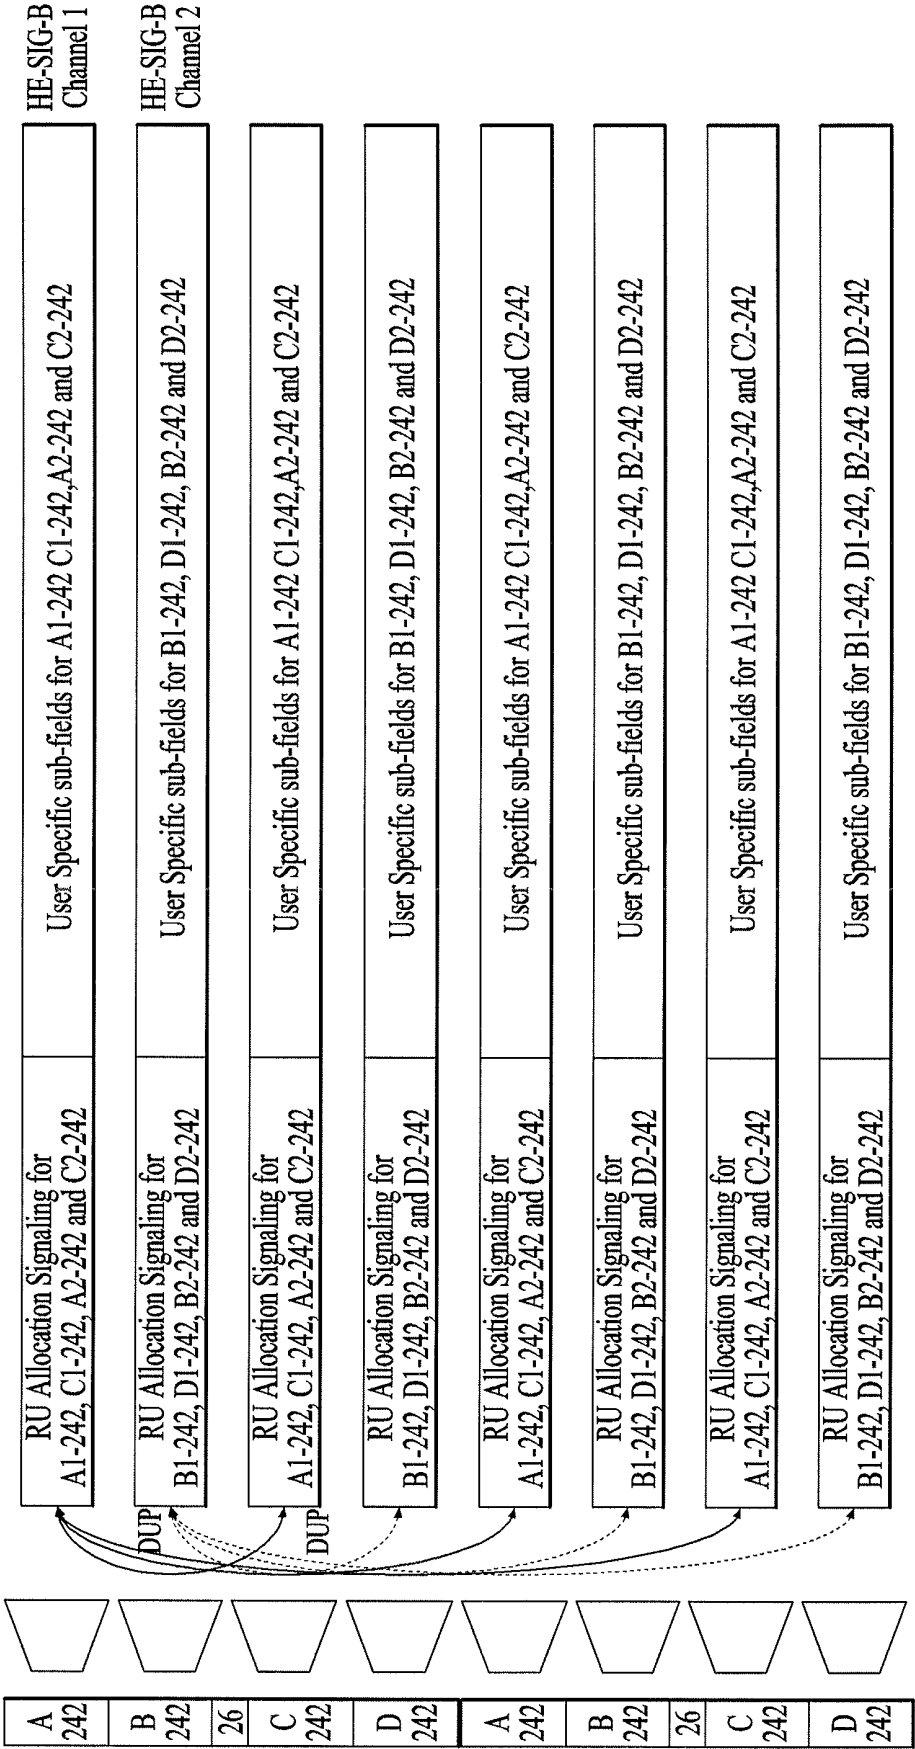 HE-SIG-B
Channel 1
RU Allocation Signaling for
A1-242, C1-242, A2-242 and C2-242
User Specific sub-fields for A1-242 C1-242,A2-242 and C2-242
A
242
HE-SIG-B
Channel 2
RU Allocation Signaling for
B1-242, D1-242, B2-242 and D2-242
User Specific sub-fields for B1-242, D1-242, B2-242 and D2-242
DUP
B
242
26
RU Allocation Signaling for
A1-242, C1-242, A2-242 and C2-242
User Specific sub-fields for A1-242 C1-242,A2-242 and C2-242
C
242
DUP
RU Allocation Signaling for
B1-242, D1-242, B2-242 and D2-242
User Specific sub-fields for B1-242, D1-242, B2-242 and D2-242
D
242
RU Allocation Signaling for
A1-242, C1-242, A2-242 and C2-242
User Specific sub-fields for A1-242 C1-242,A2-242 and C2-242
A
242
RU Allocation Signaling for
B1-242, D1-242, B2-242 and D2-242
User Specific sub-fields for B1-242, D1-242, B2-242 and D2-242
B
242
26
RU Allocation Signaling for
A1-242, C1-242, A2-242 and C2-242
User Specific sub-fields for A1-242 C1-242,A2-242 and C2-242
C
242
RU Allocation Signaling for
B1-242, D1-242, B2-242 and D2-242
User Specific sub-fields for B1-242, D1-242, B2-242 and D2-242
D
242